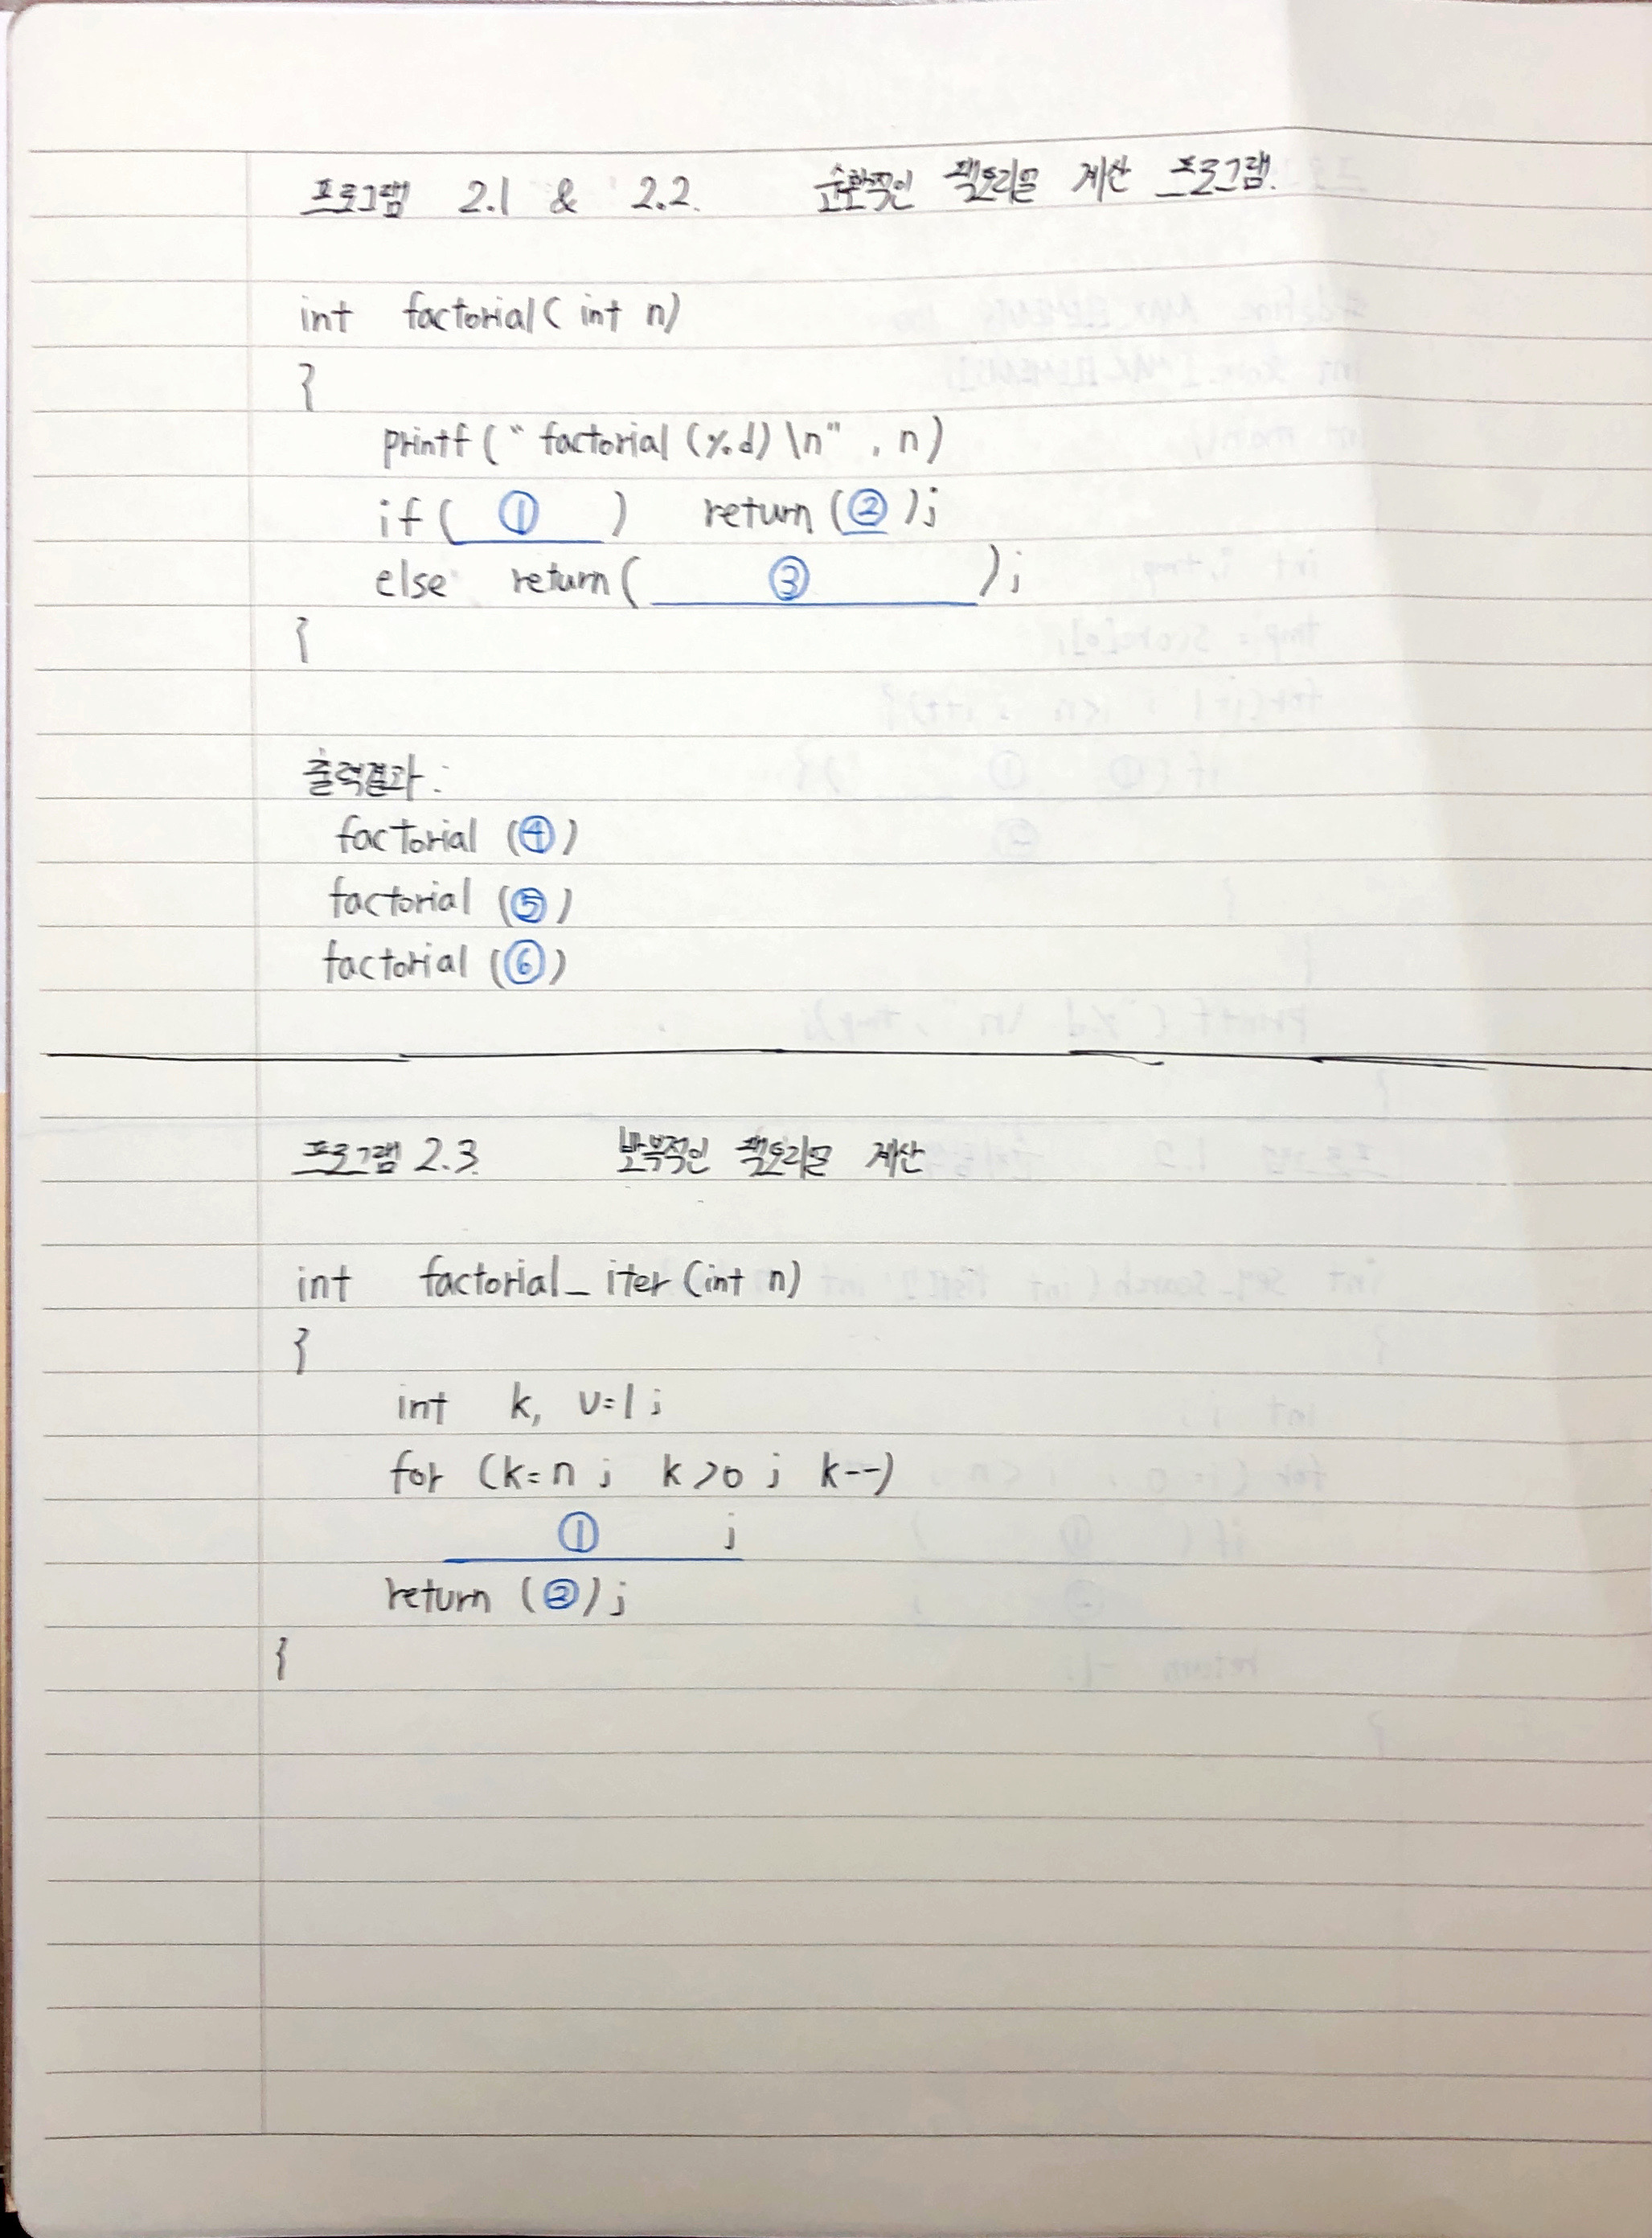 프로그램 2.1 & 2.2. 순환적인 팩토리얼 계산 프로그램.
int factorial( int n)
{
printf ( " factorial (%d) \n" , n)
if( ① ) return (②);
else return( ③ );
}
출력결과 :
factorial (④)
factorial (⑤)
factorial (⑥)
프로그램 2.3. 반복적인 팩토리얼 계산
int factorial_iter (int n)
{
int k, v=1;
for (k=n ; k>0 ; k--)
① ;
return (②);
}